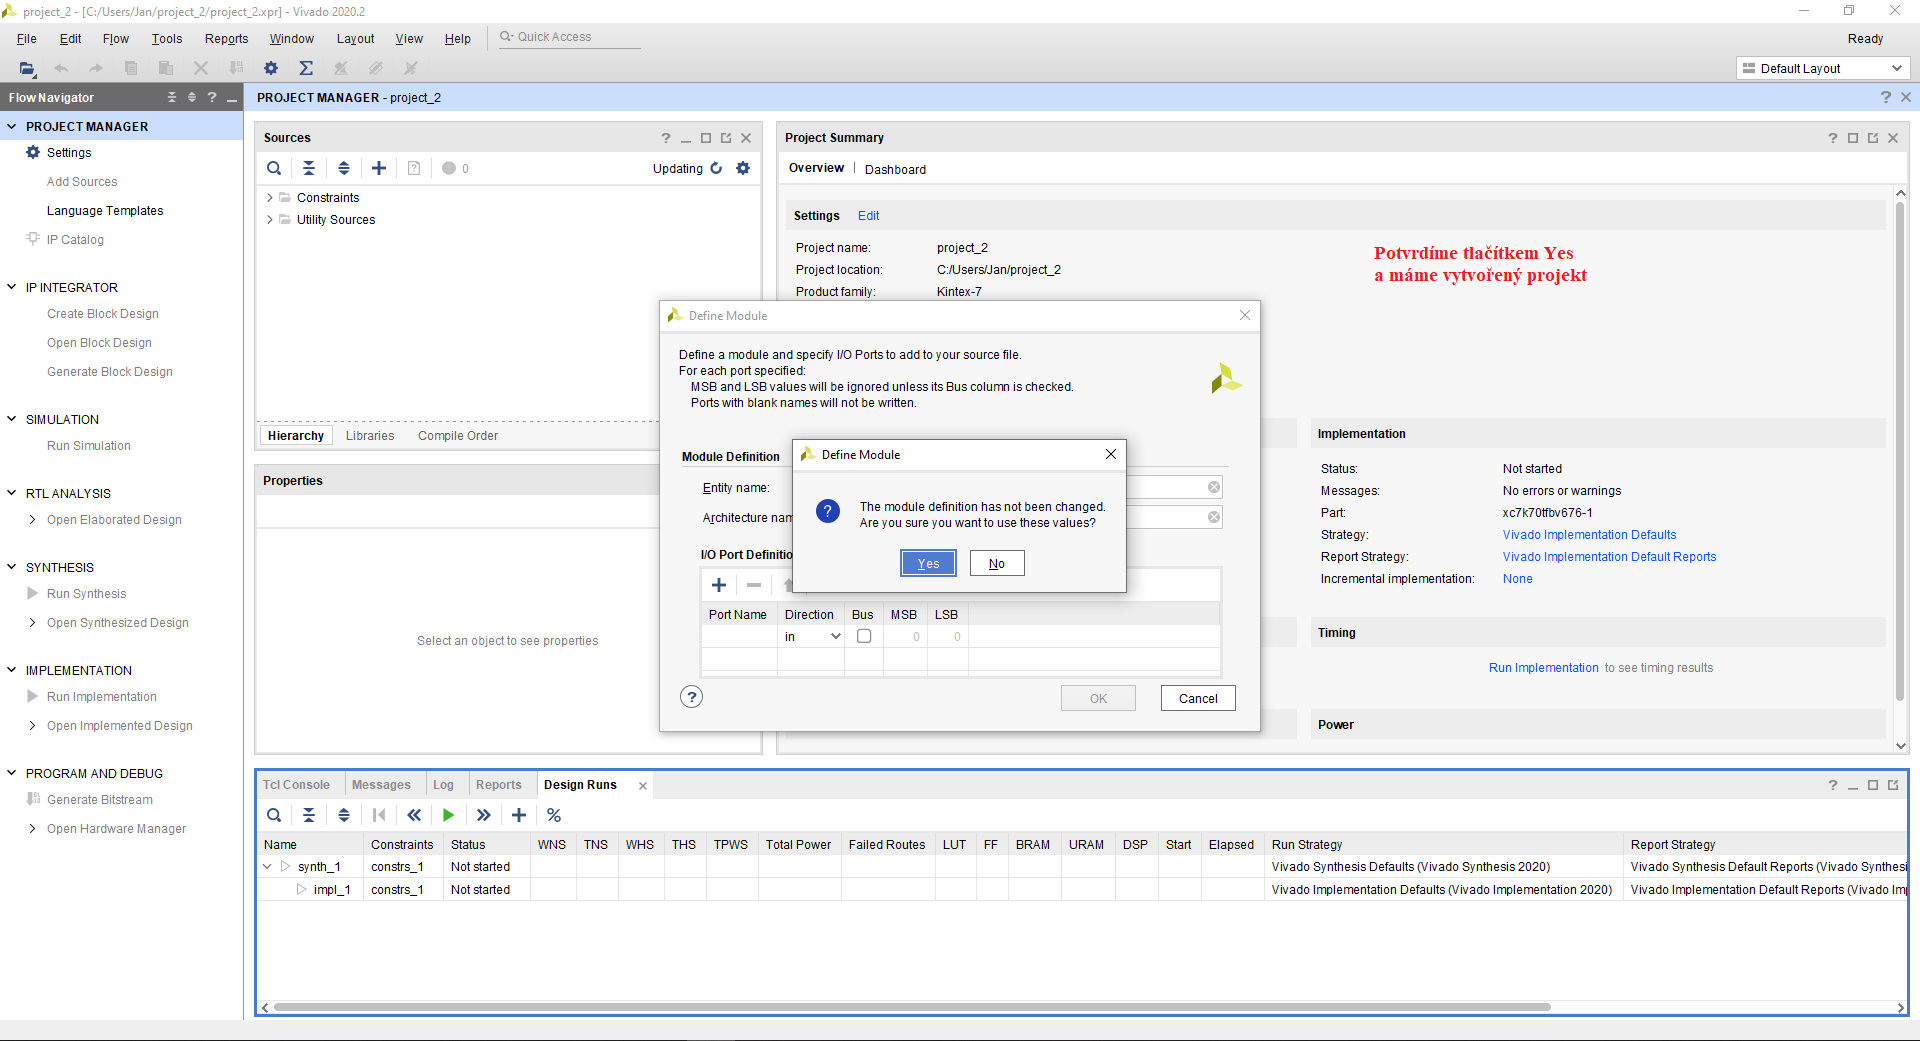 project_2 - [C:/Users/Jan/project_2/project_2.xpr] - Vivado 2020.2
File Edit Flow Tools Reports Window Layout View Help Quick Access Ready
Default Layout
Flow Navigator
PROJECT MANAGER
Settings
Add Sources
Language Templates
IP Catalog
IP INTEGRATOR
Create Block Design
Open Block Design
Generate Block Design
SIMULATION
Run Simulation
RTL ANALYSIS
Open Elaborated Design
SYNTHESIS
Run Synthesis
Open Synthesized Design
IMPLEMENTATION
Run Implementation
Open Implemented Design
PROGRAM AND DEBUG
Generate Bitstream
Open Hardware Manager
PROJECT MANAGER - project_2
Sources
0 Updating
Constraints
Utility Sources
Hierarchy Libraries Compile Order
Properties
Select an object to see properties
Project Summary
Overview Dashboard
Settings Edit
Project name: project_2
Project location: C:/Users/Jan/project_2
Product family: Kintex-7
Potvrdíme tlačítkem Yes
a máme vytvořený projekt
Implementation
Status: Not started
Messages: No errors or warnings
Part: xc7k70tfbv676-1
Strategy: Vivado Implementation Defaults
Report Strategy: Vivado Implementation Default Reports
Incremental implementation: None
Timing
Run Implementation to see timing results
Power
Define Module
Define a module and specify I/O Ports to add to your source file.
For each port specified:
MSB and LSB values will be ignored unless its Bus column is checked.
Ports with blank names will not be written.
Module Definition
Entity name:
Architecture nam
I/O Port Definitio
Port Name Direction Bus MSB LSB
in 0 0
OK Cancel
Define Module
The module definition has not been changed.
Are you sure you want to use these values?
Yes No
Tcl Console Messages Log Reports Design Runs
Name Constraints Status WNS TNS WHS THS TPWS Total Power Failed Routes LUT FF BRAM URAM DSP Start Elapsed Run Strategy Report Strategy
synth_1 constrs_1 Not started Vivado Synthesis Defaults (Vivado Synthesis 2020) Vivado Synthesis Default Reports (Vivado Synthesi
impl_1 constrs_1 Not started Vivado Implementation Defaults (Vivado Implementation 2020) Vivado Implementation Default Reports (Vivado Im